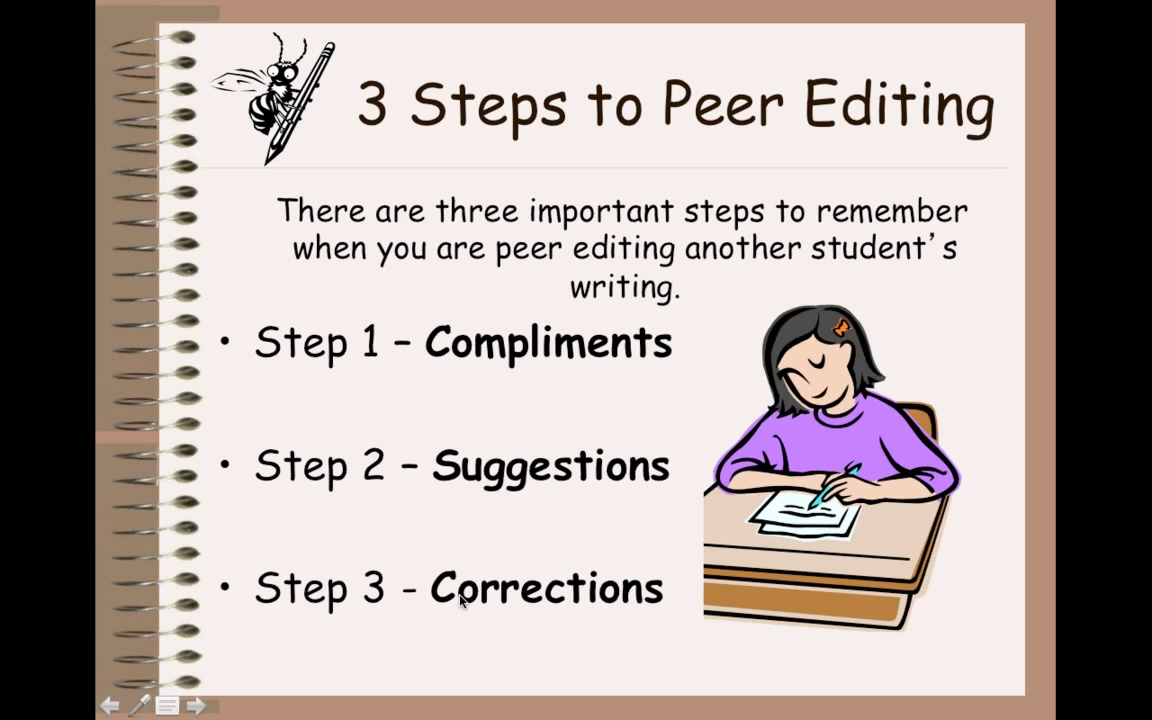 3 Steps to Peer Editing
There are three important steps to remember
when you are peer editing another student’s
writing.
• Step 1 – Compliments
• Step 2 – Suggestions
• Step 3 - Corrections